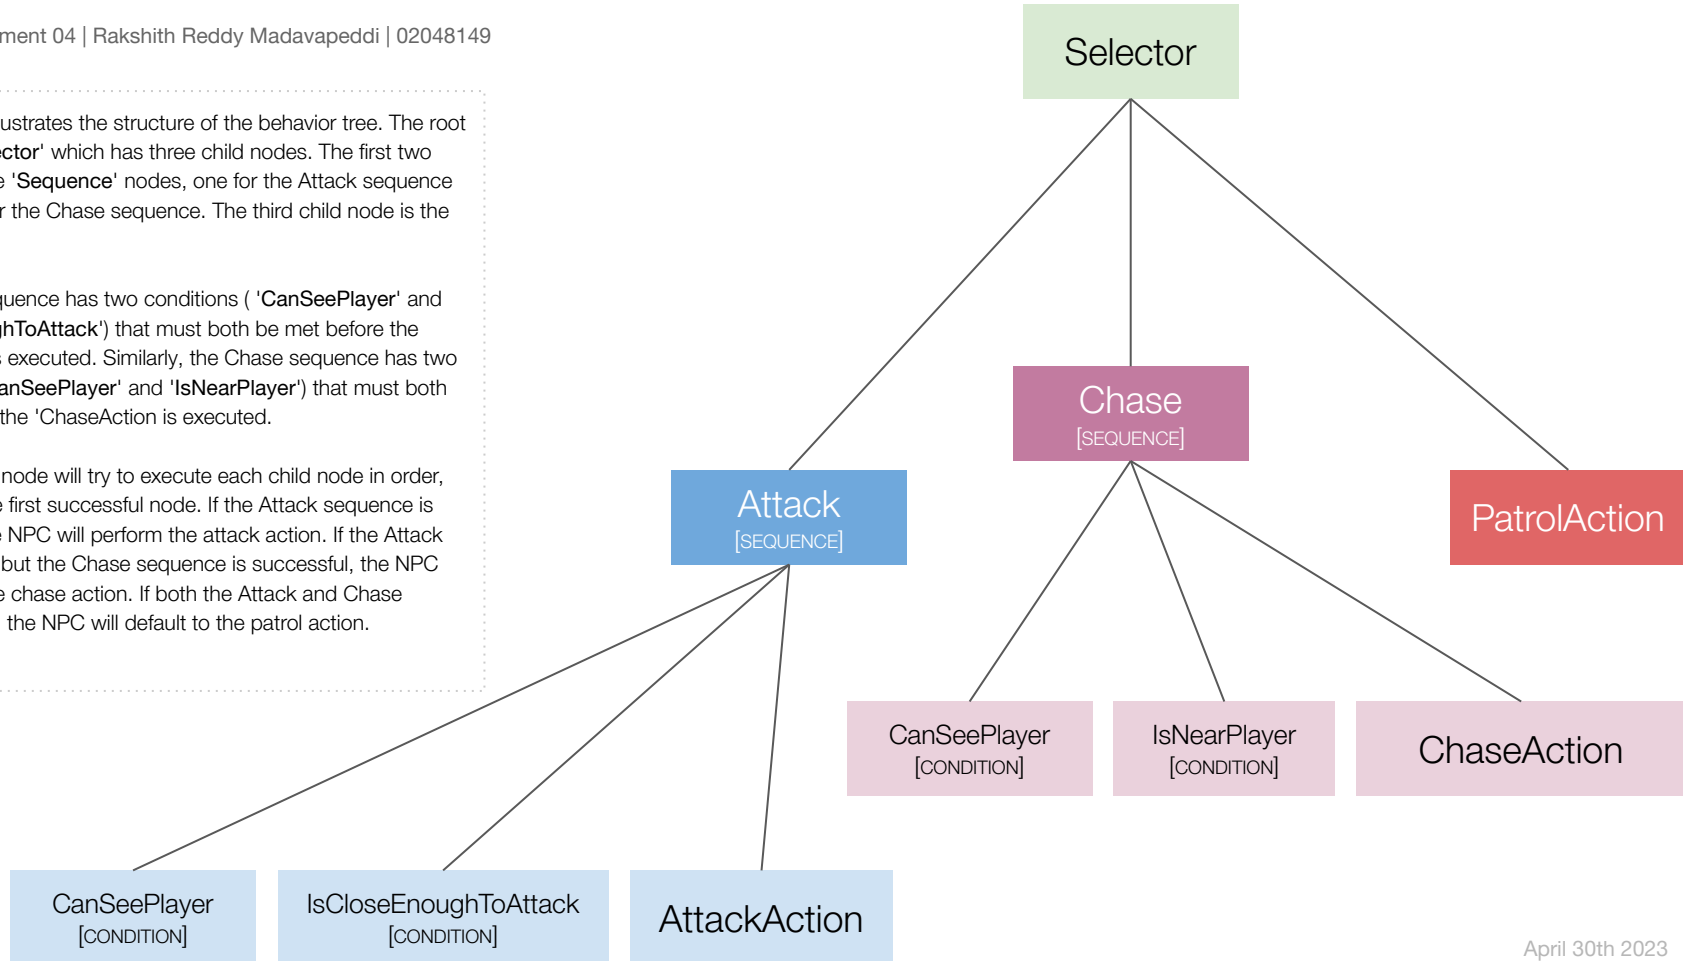 ment 04 | Rakshith Reddy Madavapeddi | 02048149
ustrates the structure of the behavior tree. The root
ector' which has three child nodes. The first two
e 'Sequence' nodes, one for the Attack sequence
r the Chase sequence. The third child node is the
quence has two conditions ( 'CanSeePlayer' and
ghToAttack') that must both be met before the
s executed. Similarly, the Chase sequence has two
anSeePlayer' and 'IsNearPlayer') that must both
the 'ChaseAction is executed.
node will try to execute each child node in order,
e first successful node. If the Attack sequence is
e NPC will perform the attack action. If the Attack
but the Chase sequence is successful, the NPC
e chase action. If both the Attack and Chase
the NPC will default to the patrol action.
Selector
Attack
[SEQUENCE]
Chase
[SEQUENCE]
PatrolAction
CanSeePlayer
[CONDITION]
IsNearPlayer
[CONDITION]
ChaseAction
CanSeePlayer
[CONDITION]
IsCloseEnoughToAttack
[CONDITION]
AttackAction
April 30th 2023